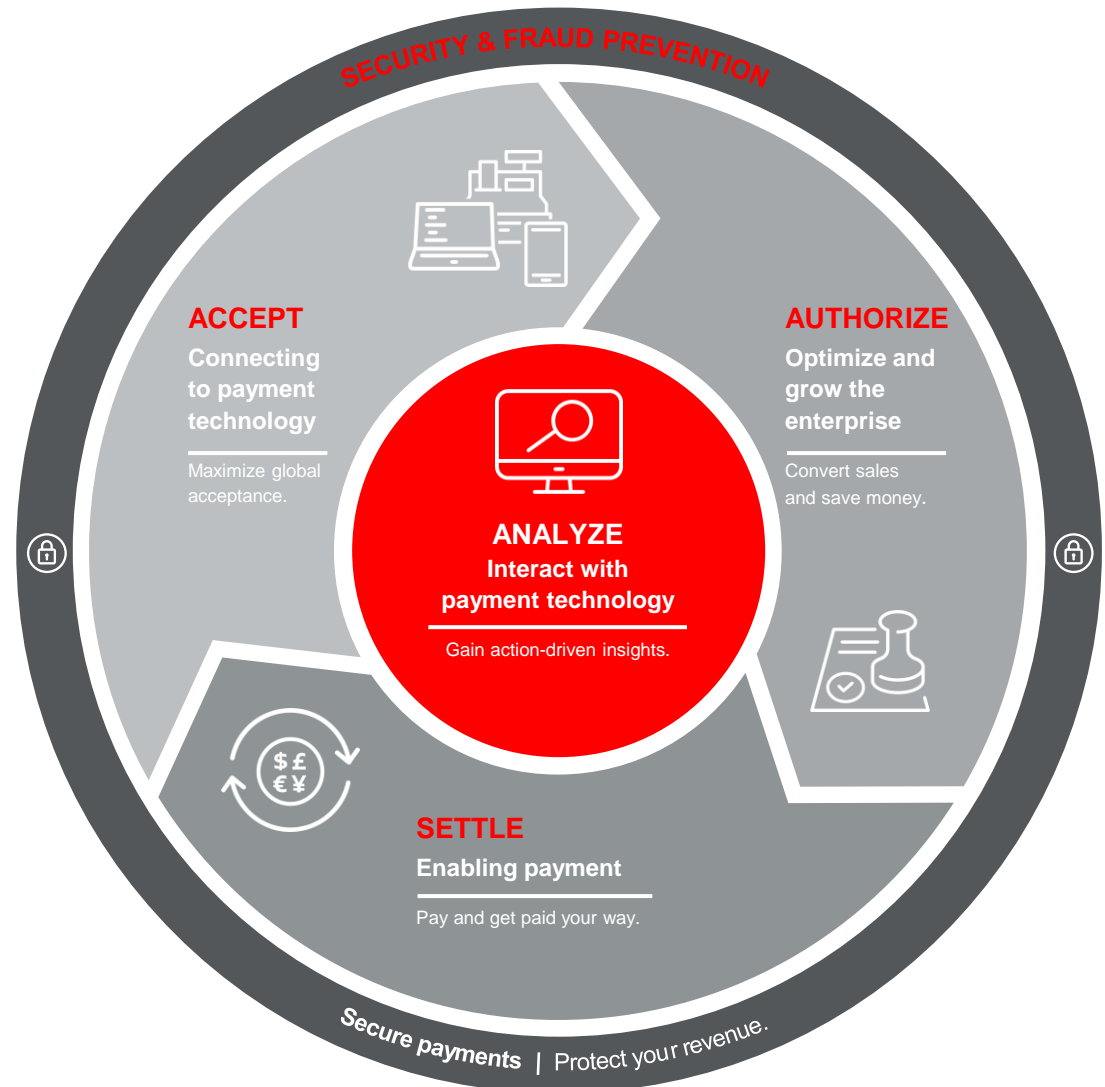 SECURITY & FRAUD PREVENTION
ACCEPT
Connecting
to payment
technology
Maximize global
acceptance.
AUTHORIZE
Optimize and
grow the
enterprise
Convert sales
and save money.
ANALYZE
Interact with
payment technology
Gain action-driven insights.
$£
€¥
SETTLE
Enabling payment
Pay and get paid your way.
Secure payments | Protect your revenue.